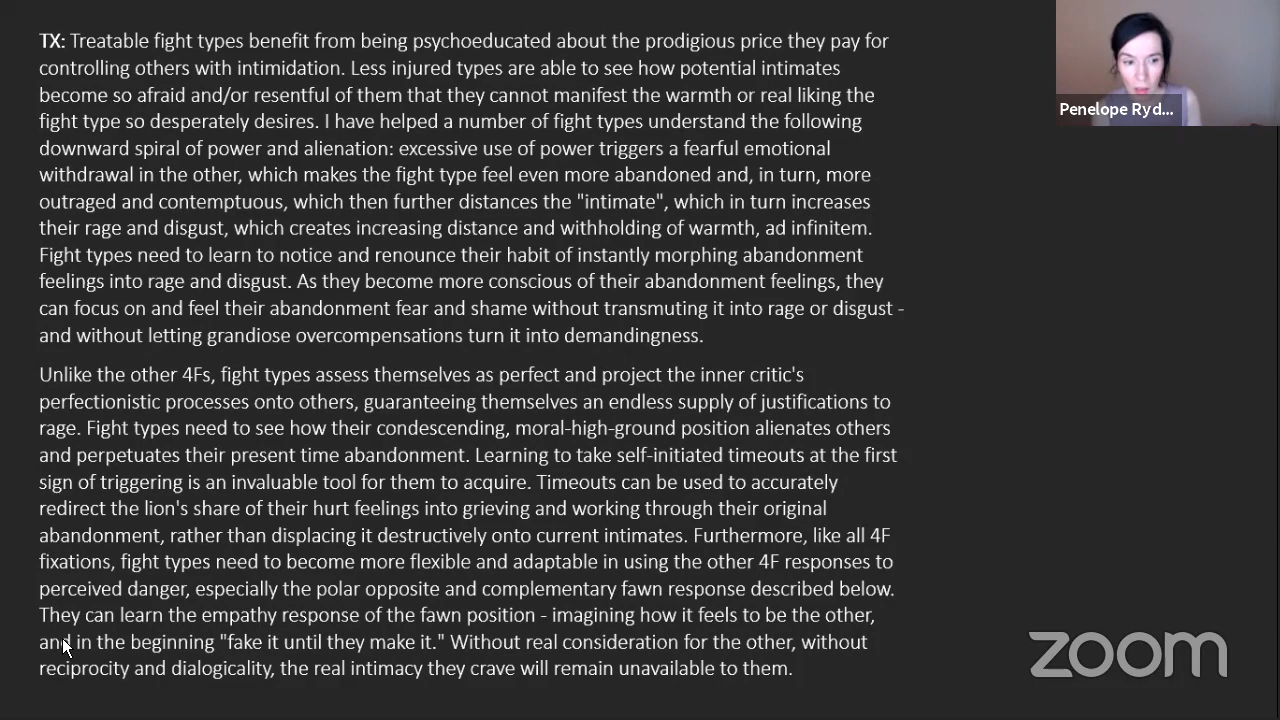 TX: Treatable fight types benefit from being psychoeducated about the prodigious price they pay for
controlling others with intimidation. Less injured types are able to see how potential intimates
become so afraid and/or resentful of them that they cannot manifest the warmth or real liking the
fight type so desperately desires. I have helped a number of fight types understand the following
downward spiral of power and alienation: excessive use of power triggers a fearful emotional
withdrawal in the other, which makes the fight type feel even more abandoned and, in turn, more
outraged and contemptuous, which then further distances the "intimate", which in turn increases
their rage and disgust, which creates increasing distance and withholding of warmth, ad infinitem.
Fight types need to learn to notice and renounce their habit of instantly morphing abandonment
feelings into rage and disgust. As they become more conscious of their abandonment feelings, they
can focus on and feel their abandonment fear and shame without transmuting it into rage or disgust -
and without letting grandiose overcompensations turn it into demandingness.
Unlike the other 4Fs, fight types assess themselves as perfect and project the inner critic's
perfectionistic processes onto others, guaranteeing themselves an endless supply of justifications to
rage. Fight types need to see how their condescending, moral-high-ground position alienates others
and perpetuates their present time abandonment. Learning to take self-initiated timeouts at the first
sign of triggering is an invaluable tool for them to acquire. Timeouts can be used to accurately
redirect the lion's share of their hurt feelings into grieving and working through their original
abandonment, rather than displacing it destructively onto current intimates. Furthermore, like all 4F
fixations, fight types need to become more flexible and adaptable in using the other 4F responses to
perceived danger, especially the polar opposite and complementary fawn response described below.
They can learn the empathy response of the fawn position - imagining how it feels to be the other,
and in the beginning "fake it until they make it." Without real consideration for the other, without
reciprocity and dialogicality, the real intimacy they crave will remain unavailable to them.
Penelope Ryd...
zoom